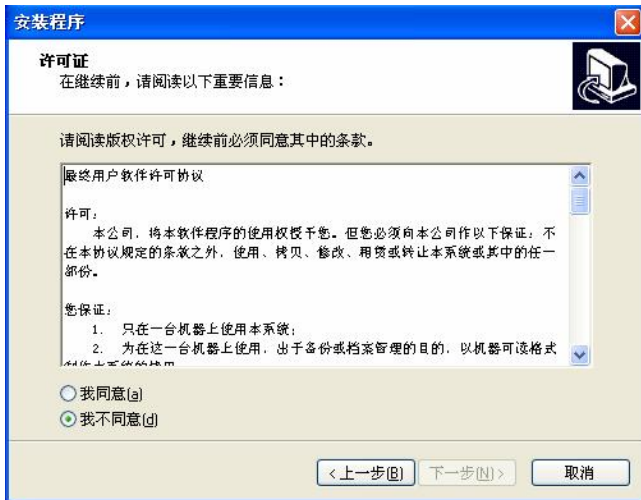 安装程序
许可证
在继续前，请阅读以下重要信息：
请阅读版权许可，继续前必须同意其中的条款。
最终用户软件许可协议
许可：
本公司．将本软件程序的使用权授予您。但您必须向本公司作以下保证：不
在本协议规定的条款之外．使用、拷贝、修改、用赁或转让本系统或其中的任一
部份。
您保证：
1. 只在一台机器上使用本系统；
2. 为在这一台机器上使用．出于备份或档案管理的目的．以机器可读格式
制作本系统的拷贝
我同意(a)
我不同意(d)
<上一步(B)
下一步(N)>
取消